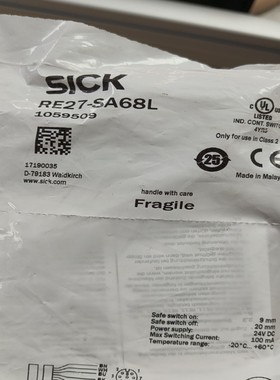 SICK
RE27-SA68L
1059509
LISTED
IND. CONT. SWITC
Only for use in Class 2
17190035
D-79183 Waldkirch
www.sick.com
25
Made in Malay
handle with care
Fragile
Safe switch on: 9 mm
Safe switch off: 20 mm
Power supply: 24V DC
Max Switching Current: 100 mA
Temperature range: -20°C. +60°C